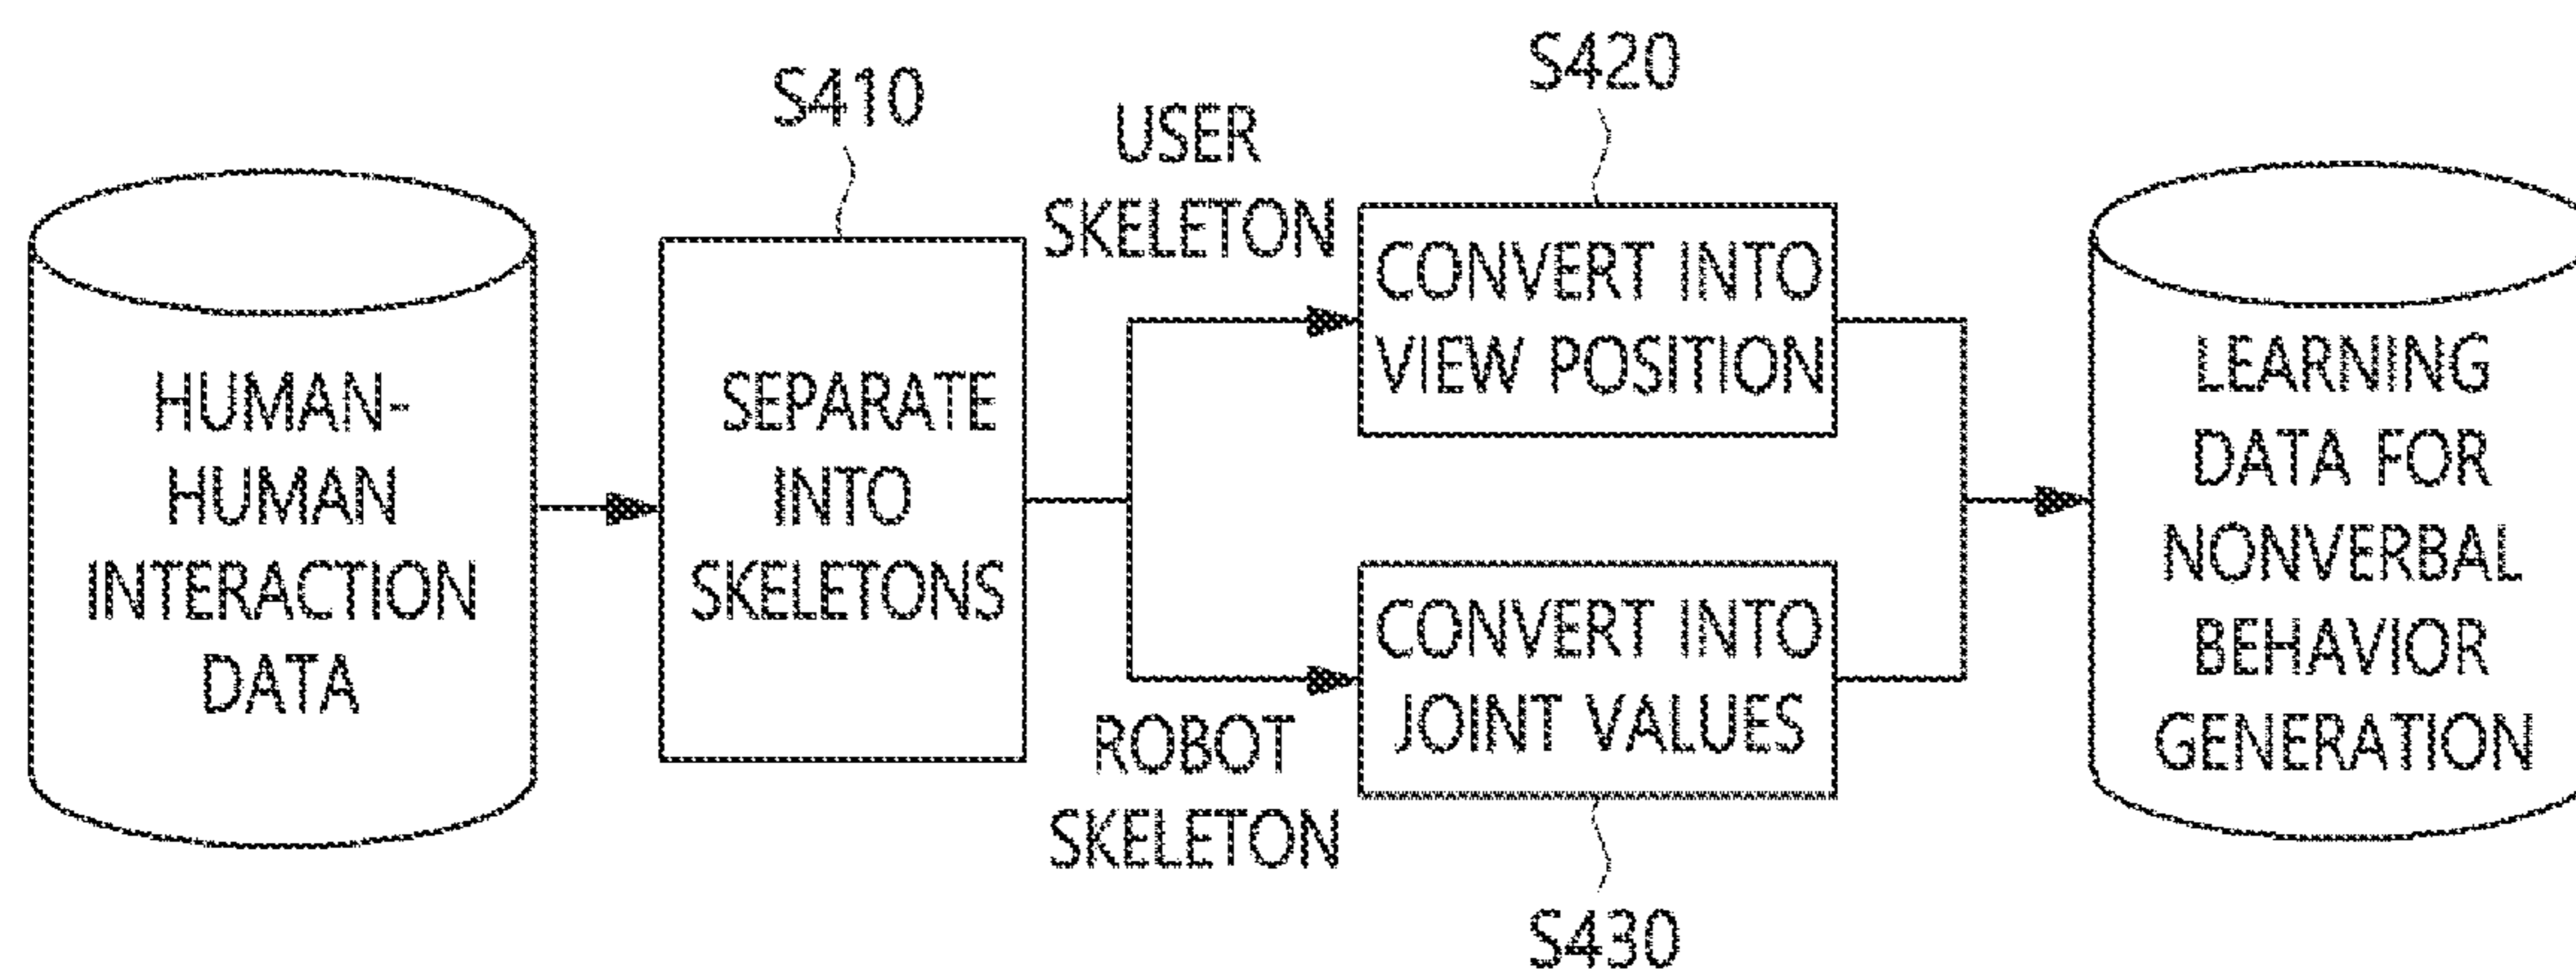 HUMAN-
HUMAN
INTERACTION
DATA
S410
SEPARATE
INTO
SKELETONS
USER
SKELETON
S420
CONVERT INTO
VIEW POSITION
ROBOT
SKELETON
CONVERT INTO
JOINT VALUES
S430
LEARNING
DATA FOR
NONVERBAL
BEHAVIOR
GENERATION